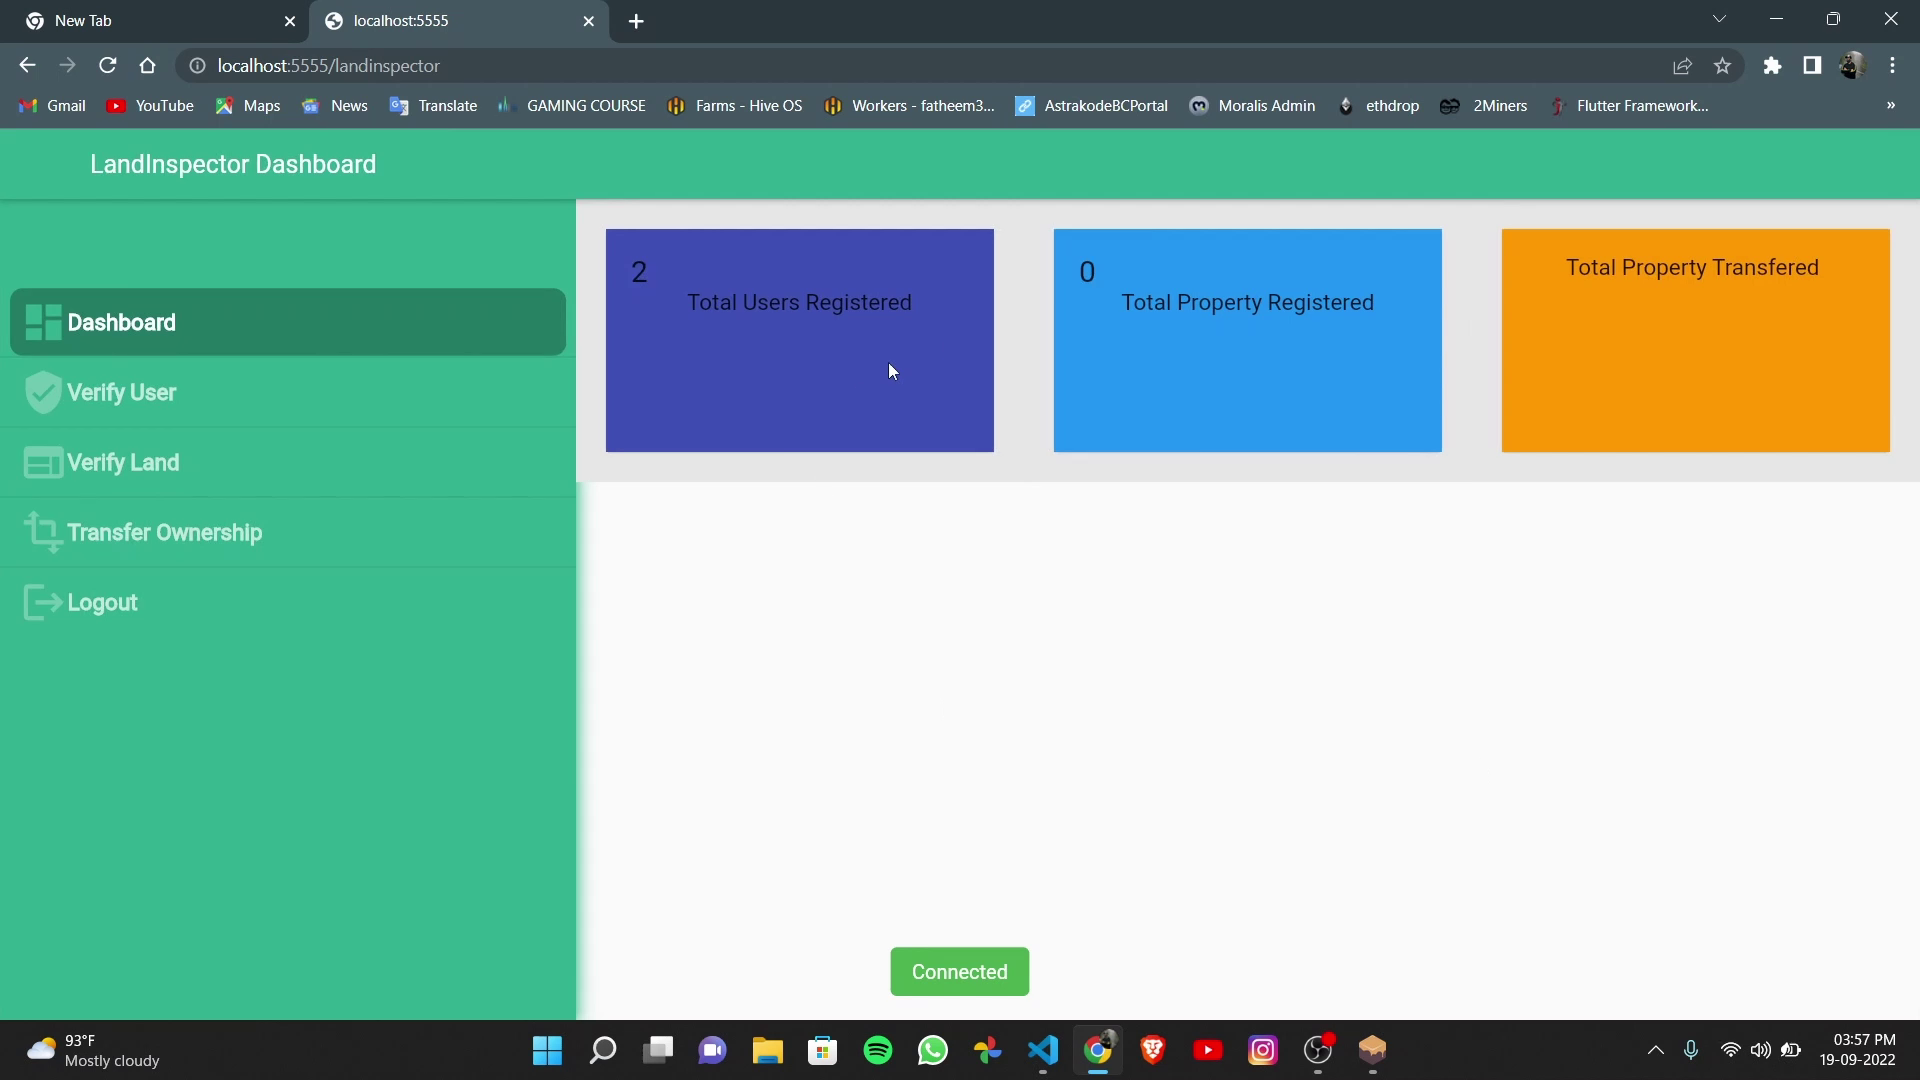 New Tab
localhost:5555
localhost:5555/landinspector
Gmail
YouTube
Maps
News
Translate
GAMING COURSE
Farms - Hive OS
Workers - fatheem3...
AstrakodeBCPortal
Moralis Admin
ethdrop
2Miners
Flutter Framework...
»
LandInspector Dashboard
Dashboard
Verify User
Verify Land
Transfer Ownership
Logout
2
Total Users Registered
0
Total Property Registered
Total Property Transfered
Connected
93°F
Mostly cloudy
03:57 PM
19-09-2022